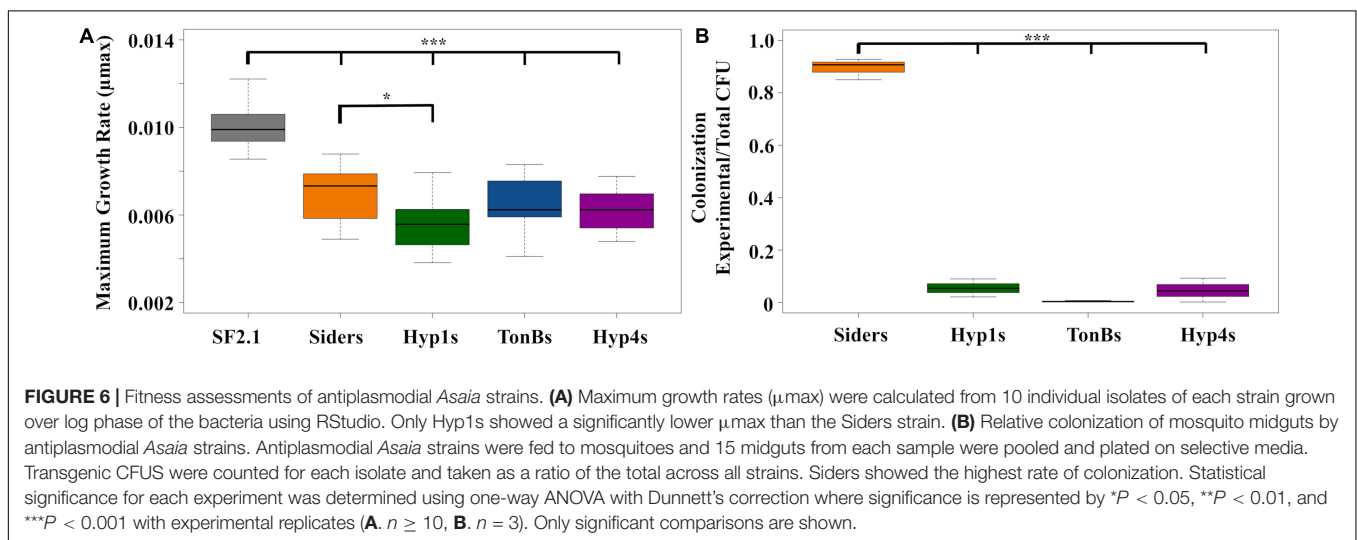 A
0.014
0.010
0.006
0.002
Maximum Growth Rate (μmax)
***
*
SF2.1 Siders Hyp1s TonBs Hyp4s
B
1.0
0.8
0.6
0.4
0.2
0
Colonization
Experimental/Total CFU
***
Siders Hyp1s TonBs Hyp4s
FIGURE 6 | Fitness assessments of antiplasmodial Asaia strains. (A) Maximum growth rates (μmax) were calculated from 10 individual isolates of each strain grown
over log phase of the bacteria using RStudio. Only Hyp1s showed a significantly lower μmax than the Siders strain. (B) Relative colonization of mosquito midguts by
antiplasmodial Asaia strains. Antiplasmodial Asaia strains were fed to mosquitoes and 15 midguts from each sample were pooled and plated on selective media.
Transgenic CFUS were counted for each isolate and taken as a ratio of the total across all strains. Siders showed the highest rate of colonization. Statistical
significance for each experiment was determined using one-way ANOVA with Dunnett's correction where significance is represented by *P < 0.05, **P < 0.01, and
***P < 0.001 with experimental replicates (A. n ≥ 10, B. n = 3). Only significant comparisons are shown.